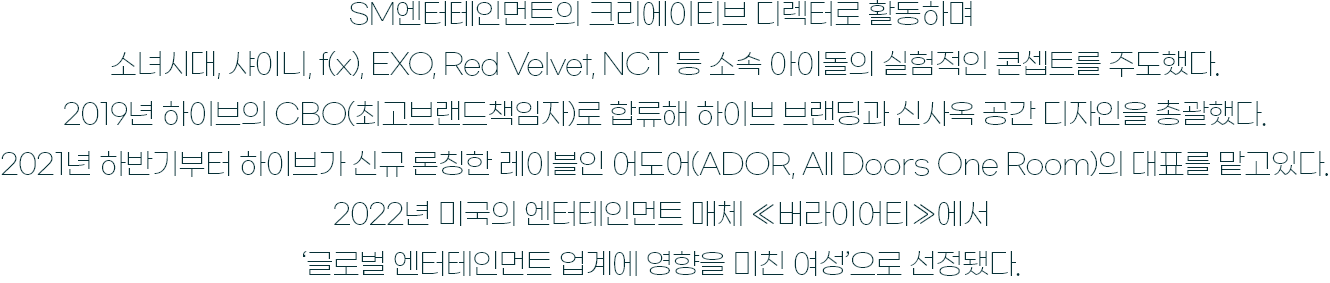 SM엔터테인먼트의 크리에이티브 디렉터로 활동하며
소녀시대, 샤이니, f(x), EXO, Red Velvet, NCT 등 소속 아이돌의 실험적인 콘셉트를 주도했다.
2019년 하이브의 CBO(최고브랜드책임자)로 합류해 하이브 브랜딩과 신사옥 공간 디자인을 총괄했다.
2021년 하반기부터 하이브가 신규 론칭한 레이블인 어도어(ADOR, All Doors One Room)의 대표를 맡고있다.
2022년 미국의 엔터테인먼트 매체 ≪버라이어티≫에서
‘글로벌 엔터테인먼트 업계에 영향을 미친 여성’으로 선정됐다.